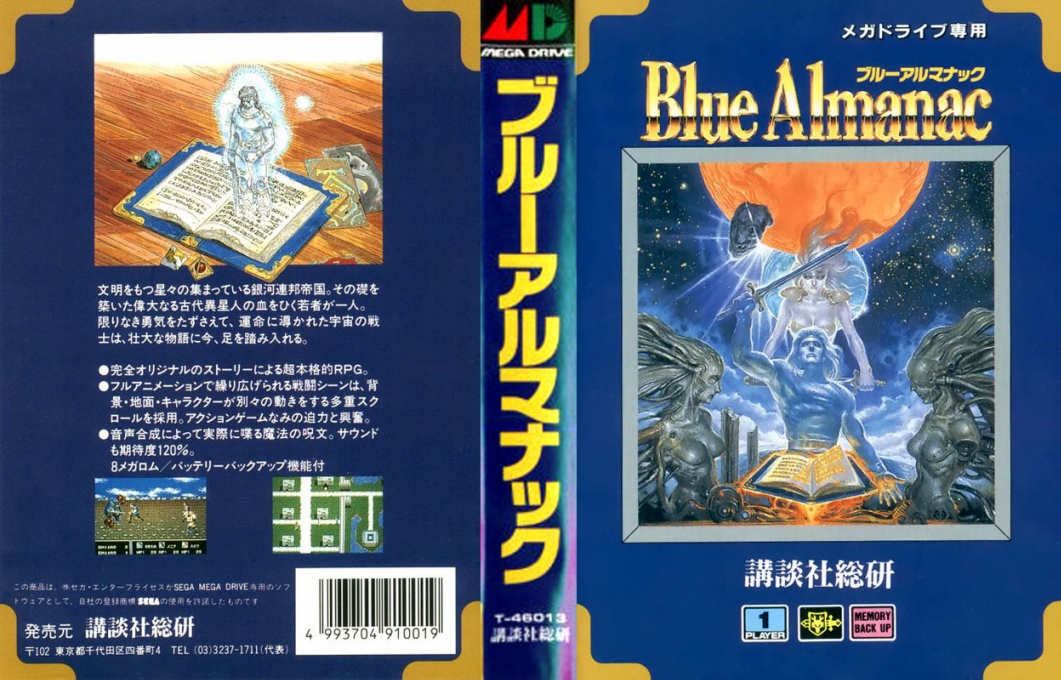 文明をもつ星々の集まっている銀河連邦帝国。その礎を
築いた偉大なる古代異星人の血をひく若者が一人。
限りなき勇気をたずさえて、運命に導かれた宇宙の戦
士は、壮大な物語に今、足を踏み入れる。
●完全オリジナルのストーリーによる超本格的RPG。
●フルアニメーションで繰り広げられる戦闘シーンは、背
景・地面・キャラクターが別々の動きをする多重スク
ロールを採用。アクションゲームなみの迫力と興奮。
●音声合成によって実際に喋る魔法の呪文。サウンド
も期待度120%。
8メガロム/バッテリーバックアップ機能付
この商品は、㈱セガ・エンタープライゼスがSEGA MEGA DRIVE専用のソフ
トウェアとして、自社の登録商標SEGAの使用を許諾したものです
発売元 講談社総研
〒102 東京都千代田区四番町4 TEL (03)3237-1711(代表)
4 993704 910019
MD
MEGA DRIVE
ブルーアルマナック
T-46013
講談社総研
メガドライブ専用
ブルーアルマナック
Blue Almanac
講談社総研
1
PLAYER
MEMORY
BACK UP